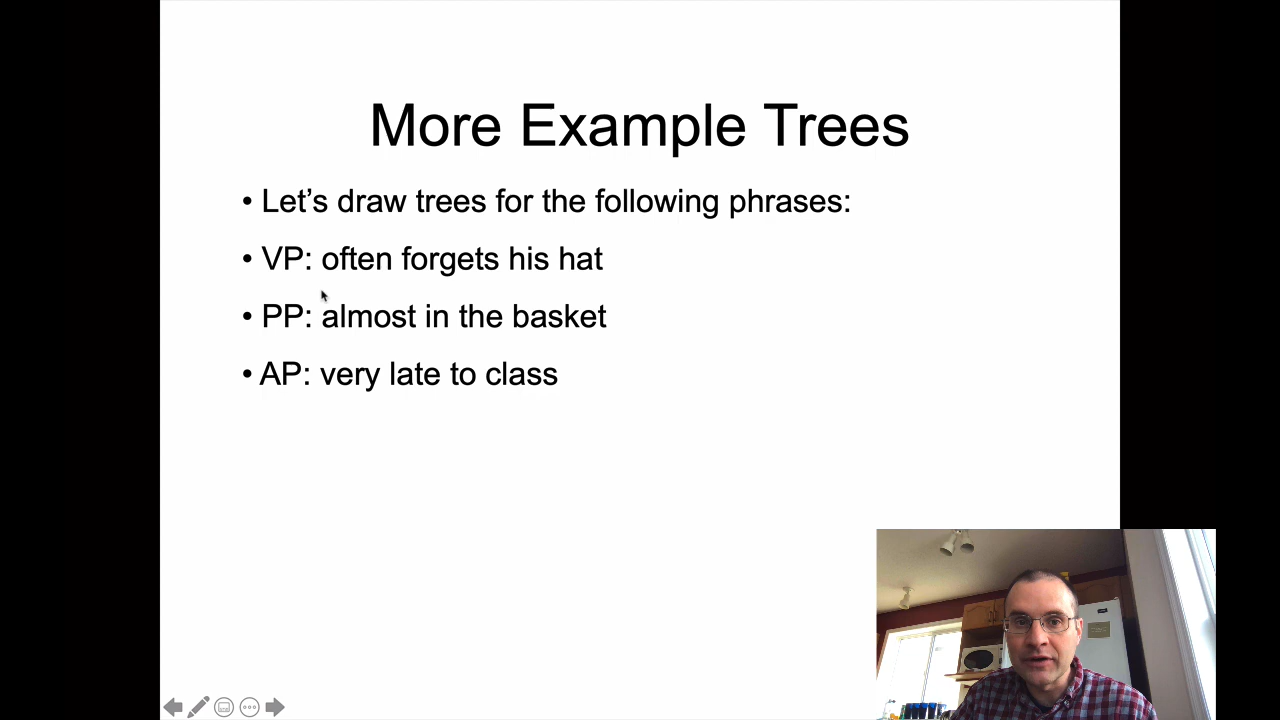 More Example Trees
• Let’s draw trees for the following phrases:
• VP: often forgets his hat
• PP: almost in the basket
• AP: very late to class